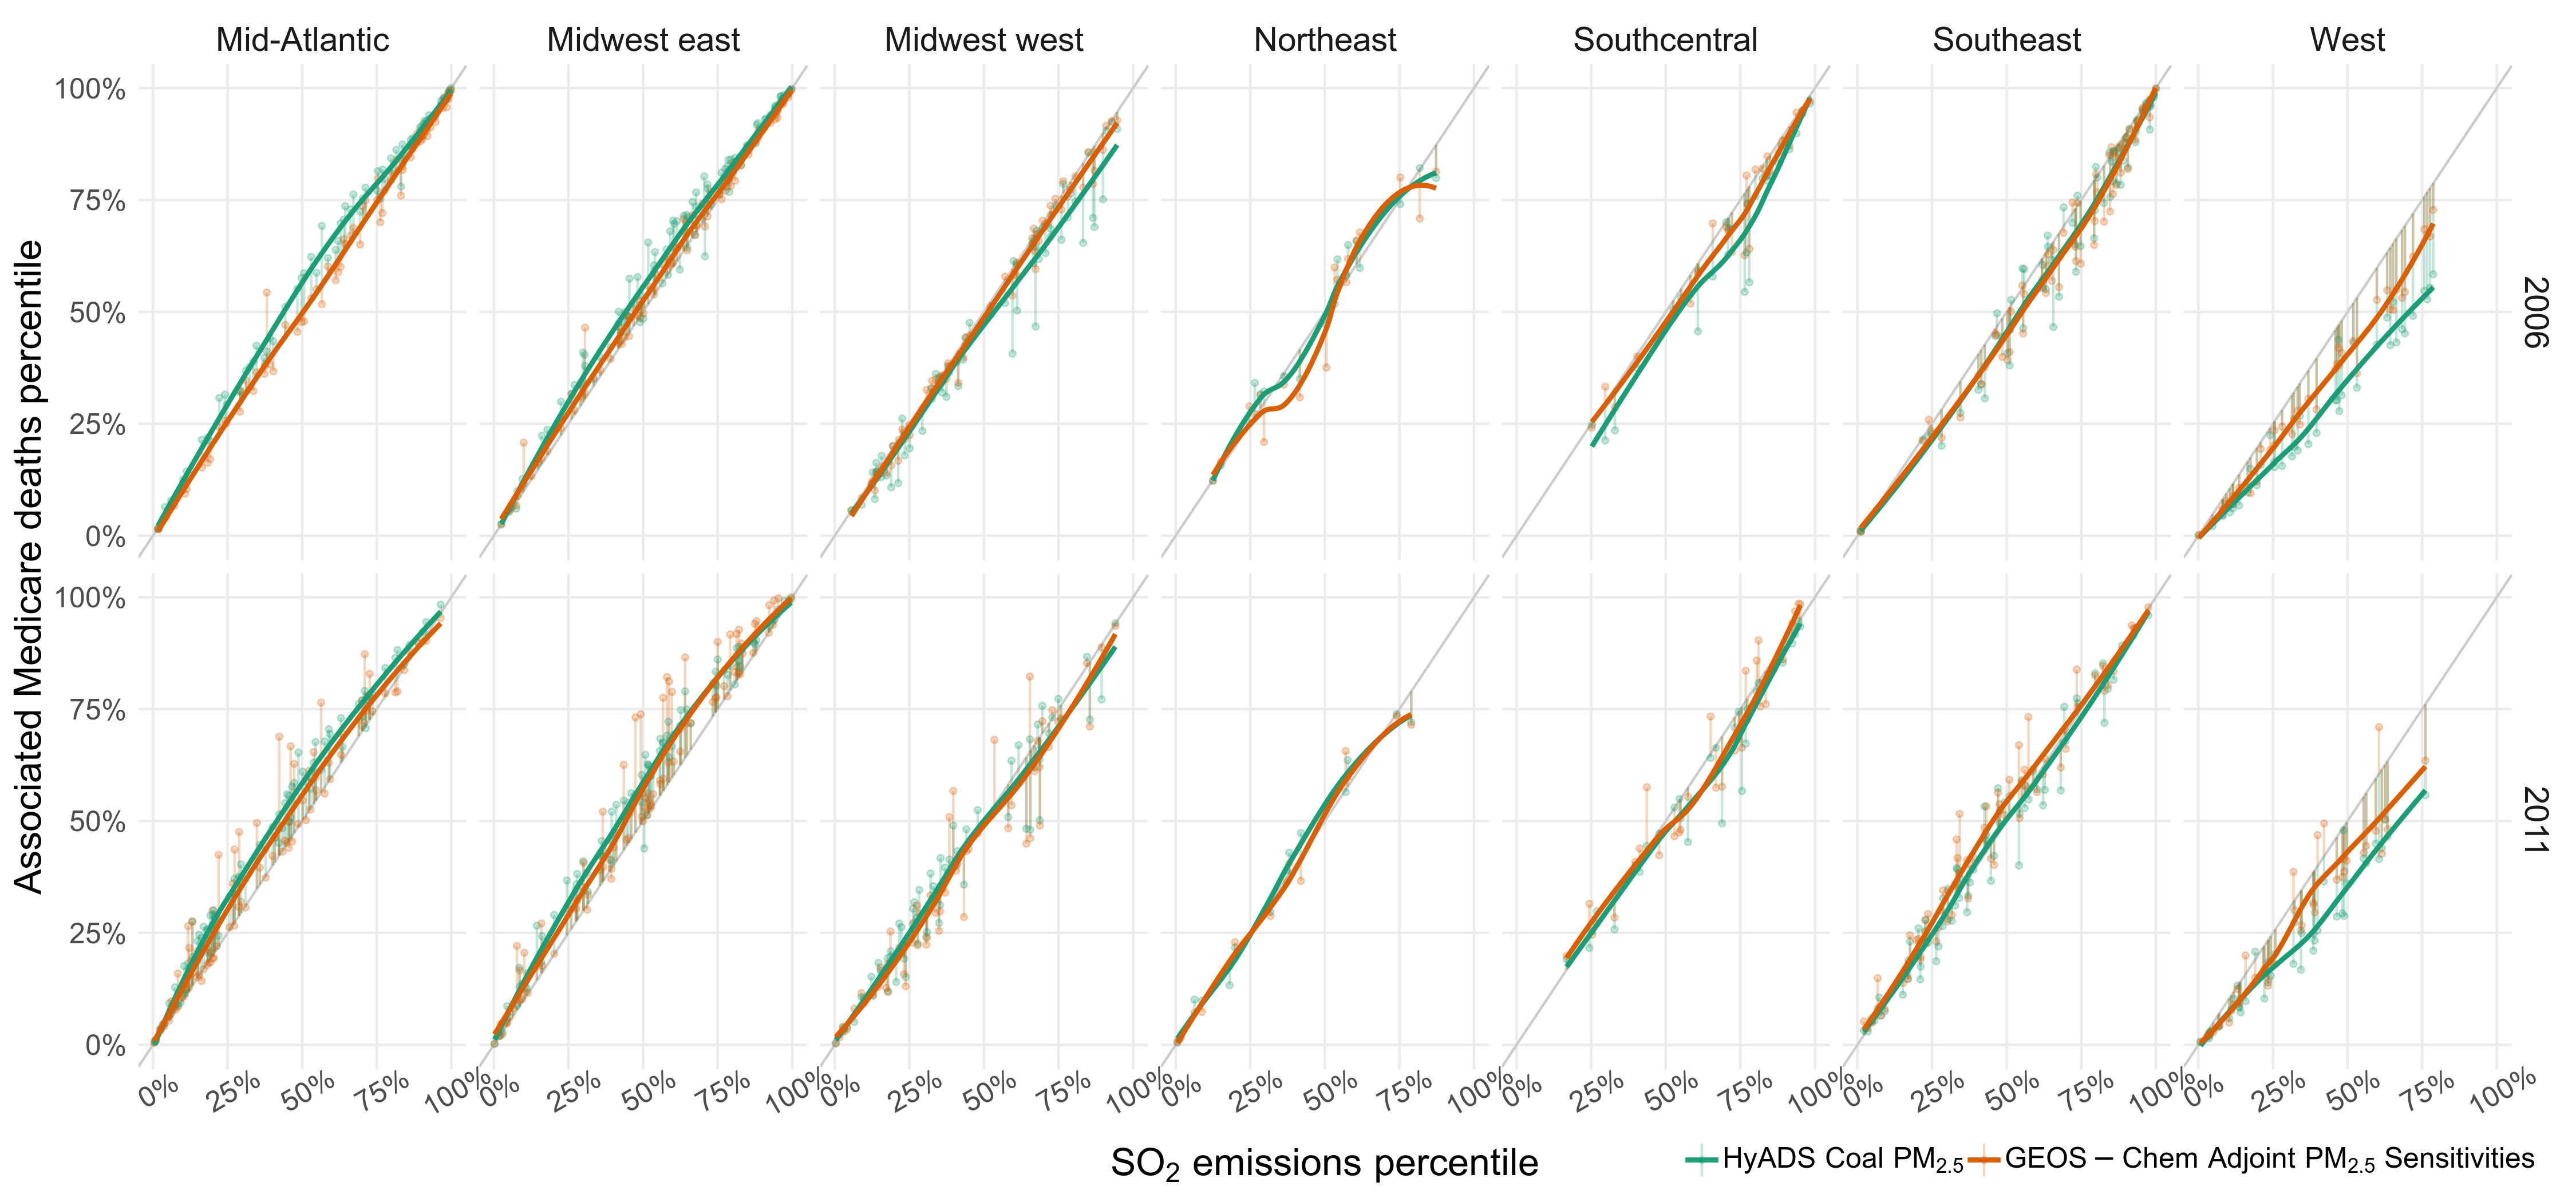 Mid-Atlantic Midwest east Midwest west Northeast Southcentral Southeast West
100%
75%
50%
25%
0%
2006
100%
75%
50%
25%
0%
2011
Associated Medicare deaths percentile
0% 25% 50% 75% 100% 0% 25% 50% 75% 100% 0% 25% 50% 75% 100% 0% 25% 50% 75% 100% 0% 25% 50% 75% 100% 0% 25% 50% 75% 100% 0% 25% 50% 75% 100%
SO₂ emissions percentile
HyADS Coal PM₂.₅ GEOS – Chem Adjoint PM₂.₅ Sensitivities